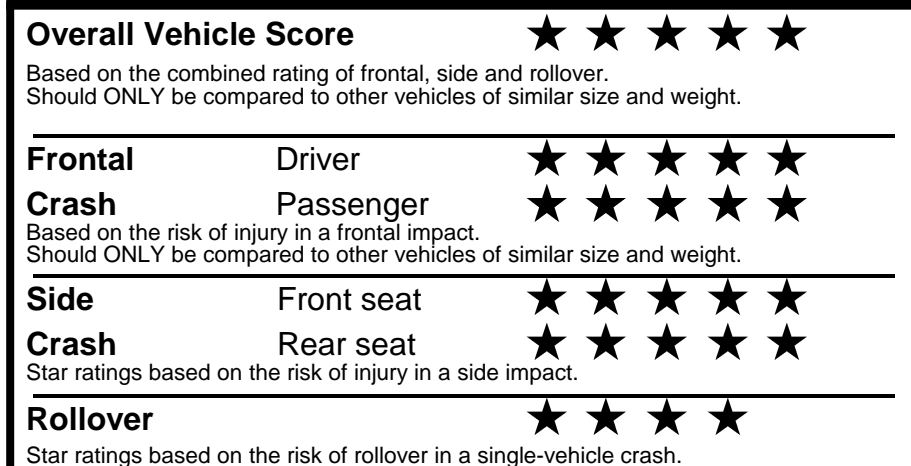 Overall Vehicle Score ★ ★ ★ ★ ★
Based on the combined rating of frontal, side and rollover.
Should ONLY be compared to other vehicles of similar size and weight.
Frontal Driver ★ ★ ★ ★ ★
Crash Passenger ★ ★ ★ ★ ★
Based on the risk of injury in a frontal impact.
Should ONLY be compared to other vehicles of similar size and weight.
Side Front seat ★ ★ ★ ★ ★
Crash Rear seat ★ ★ ★ ★ ★
Star ratings based on the risk of injury in a side impact.
Rollover ★ ★ ★ ★
Star ratings based on the risk of rollover in a single-vehicle crash.